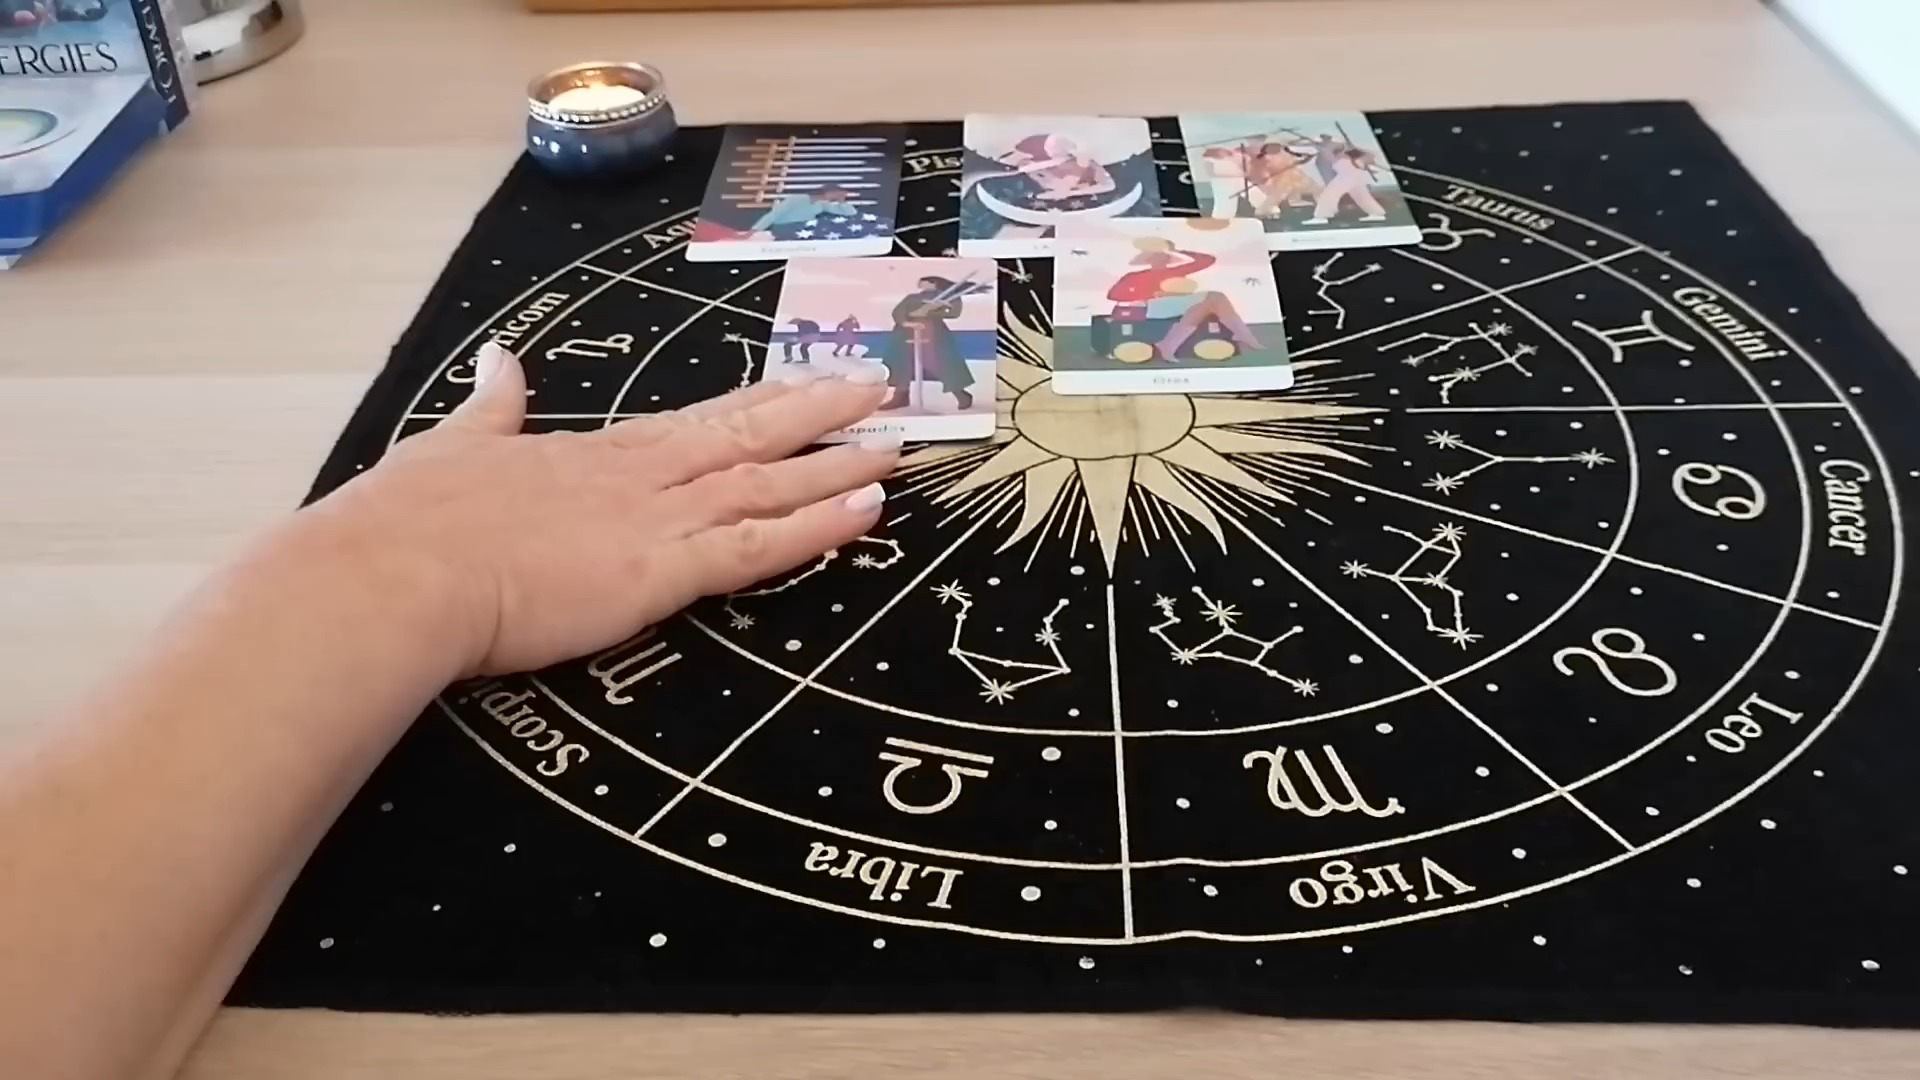 ERGIES
Pis
Taurus
Aqu
Gemini
Capricorn
Oros
Espadas
Cancer
Leo
Scorpi
Libra
Virgo